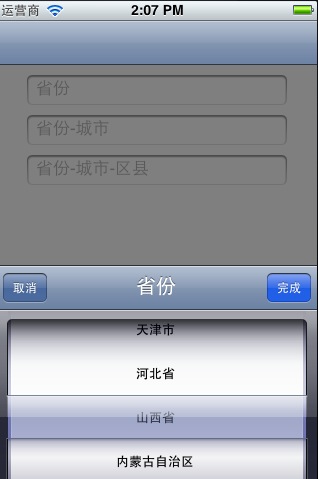 运营商 2:07 PM
省份
省份-城市
省份-城市-区县
取消 省份 完成
天津市
河北省
山西省
内蒙古自治区